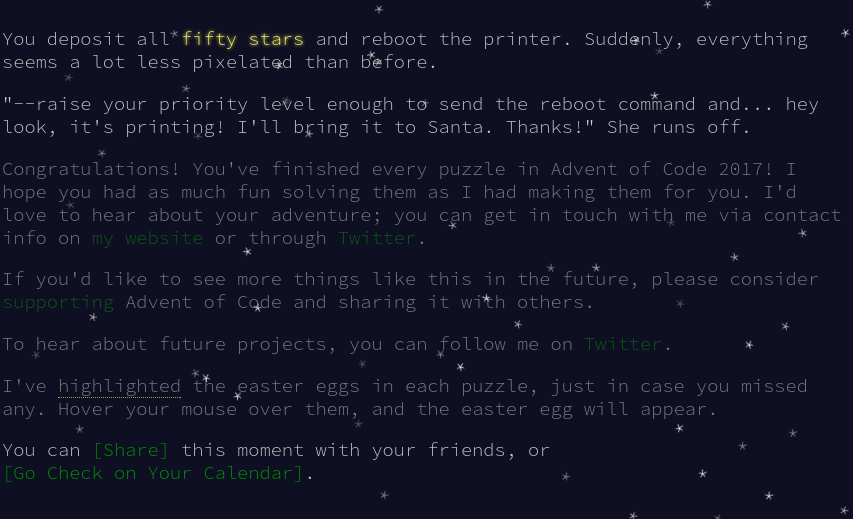 You deposit all fifty stars and reboot the printer. Suddenly, everything
seems a lot less pixelated than before.
"--raise your priority level enough to send the reboot command and... hey
look, it's printing! I'll bring it to Santa. Thanks!" She runs off.
Congratulations! You've finished every puzzle in Advent of Code 2017! I
hope you had as much fun solving them as I had making them for you. I'd
love to hear about your adventure; you can get in touch with me via contact
info on my website or through Twitter.
If you'd like to see more things like this in the future, please consider
supporting Advent of Code and sharing it with others.
To hear about future projects, you can follow me on Twitter.
I've highlighted the easter eggs in each puzzle, just in case you missed
any. Hover your mouse over them, and the easter egg will appear.
You can [Share] this moment with your friends, or
[Go Check on Your Calendar].